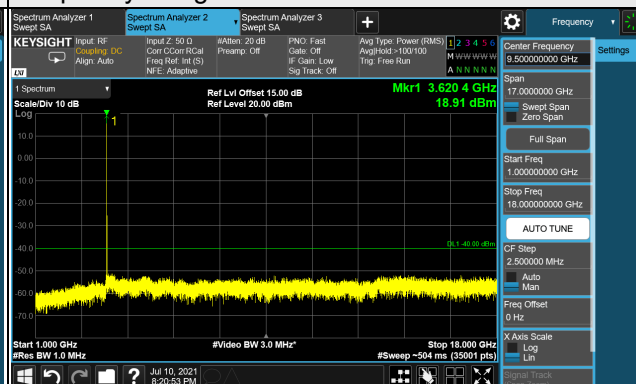 Spectrum Analyzer 1
Swept SA
Spectrum Analyzer 2
Swept SA
Spectrum Analyzer 3
Swept SA
Frequency
KEYSIGHT
Input: RF
Coupling: DC
Align: Auto
Input Z: 50 Ω
Corr CCorr RCal
Freq Ref: Int (S)
NFE: Adaptive
#Atten: 20 dB
Preamp: Off
PNO: Fast
Gate: Off
IF Gain: Low
Sig Track: Off
Avg Type: Power (RMS)
Avg|Hold:>100/100
Trig: Free Run
1 2 3 4 5 6
M W W W W W
A N N N N N
LXI
1 Spectrum
Scale/Div 10 dB
Log
Ref Lvl Offset 15.00 dB
Ref Level 20.00 dBm
Mkr1 3.620 4 GHz
18.91 dBm
1
10.0
0.00
-10.0
-20.0
-30.0
-40.0
-50.0
-60.0
-70.0
DL1 -40.00 dBm
Start 1.000 GHz
#Res BW 1.0 MHz
#Video BW 3.0 MHz*
Stop 18.000 GHz
#Sweep ~504 ms (35001 pts)
Jul 10, 2021
8:20:53 PM
Center Frequency
9.500000000 GHz
Settings
Span
17.0000000 GHz
Swept Span
Zero Span
Full Span
Start Freq
1.000000000 GHz
Stop Freq
18.000000000 GHz
AUTO TUNE
CF Step
2.500000 MHz
Auto
Man
Freq Offset
0 Hz
X Axis Scale
Log
Lin
Signal Track